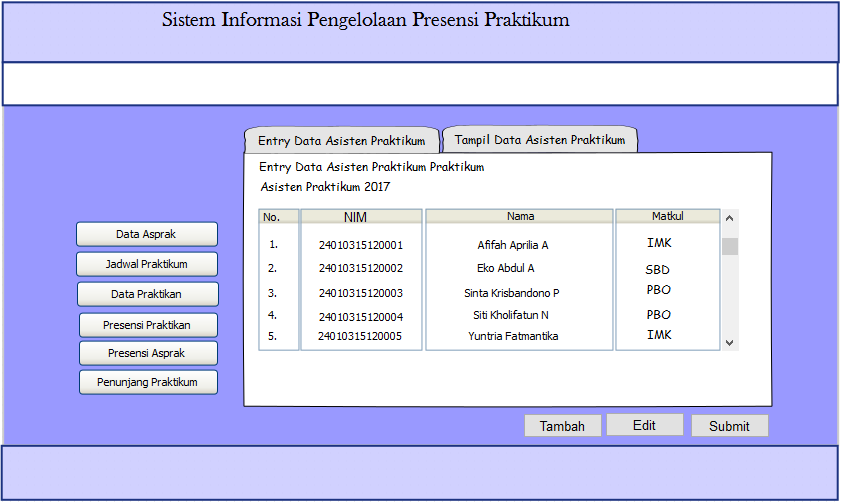 Sistem Informasi Pengelolaan Presensi Praktikum
Entry Data Asisten Praktikum
Tampil Data Asisten Praktikum
Entry Data Asisten Praktikum Praktikum
Asisten Praktikum 2017
No. NIM Nama Matkul
1. 24010315120001 Afifah Aprilia A IMK
2. 24010315120002 Eko Abdul A SBD
3. 24010315120003 Sinta Krisbandono P PBO
4. 24010315120004 Siti Kholifatun N PBO
5. 24010315120005 Yuntria Fatmantika IMK
Data Asprak
Jadwal Praktikum
Data Praktikan
Presensi Praktikan
Presensi Asprak
Penunjang Praktikum
Tambah
Edit
Submit